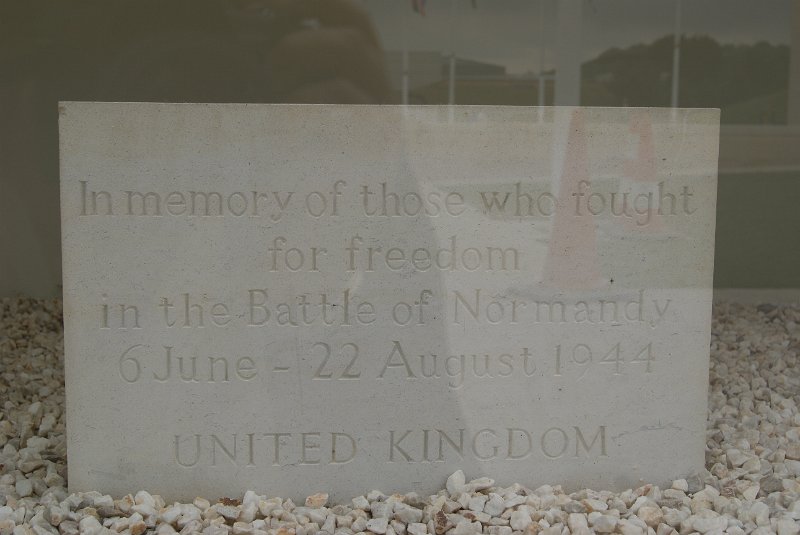 In memory of those who fought
for freedom
in the Battle of Normandy
6 June - 22 August 1944
UNITED KINGDOM